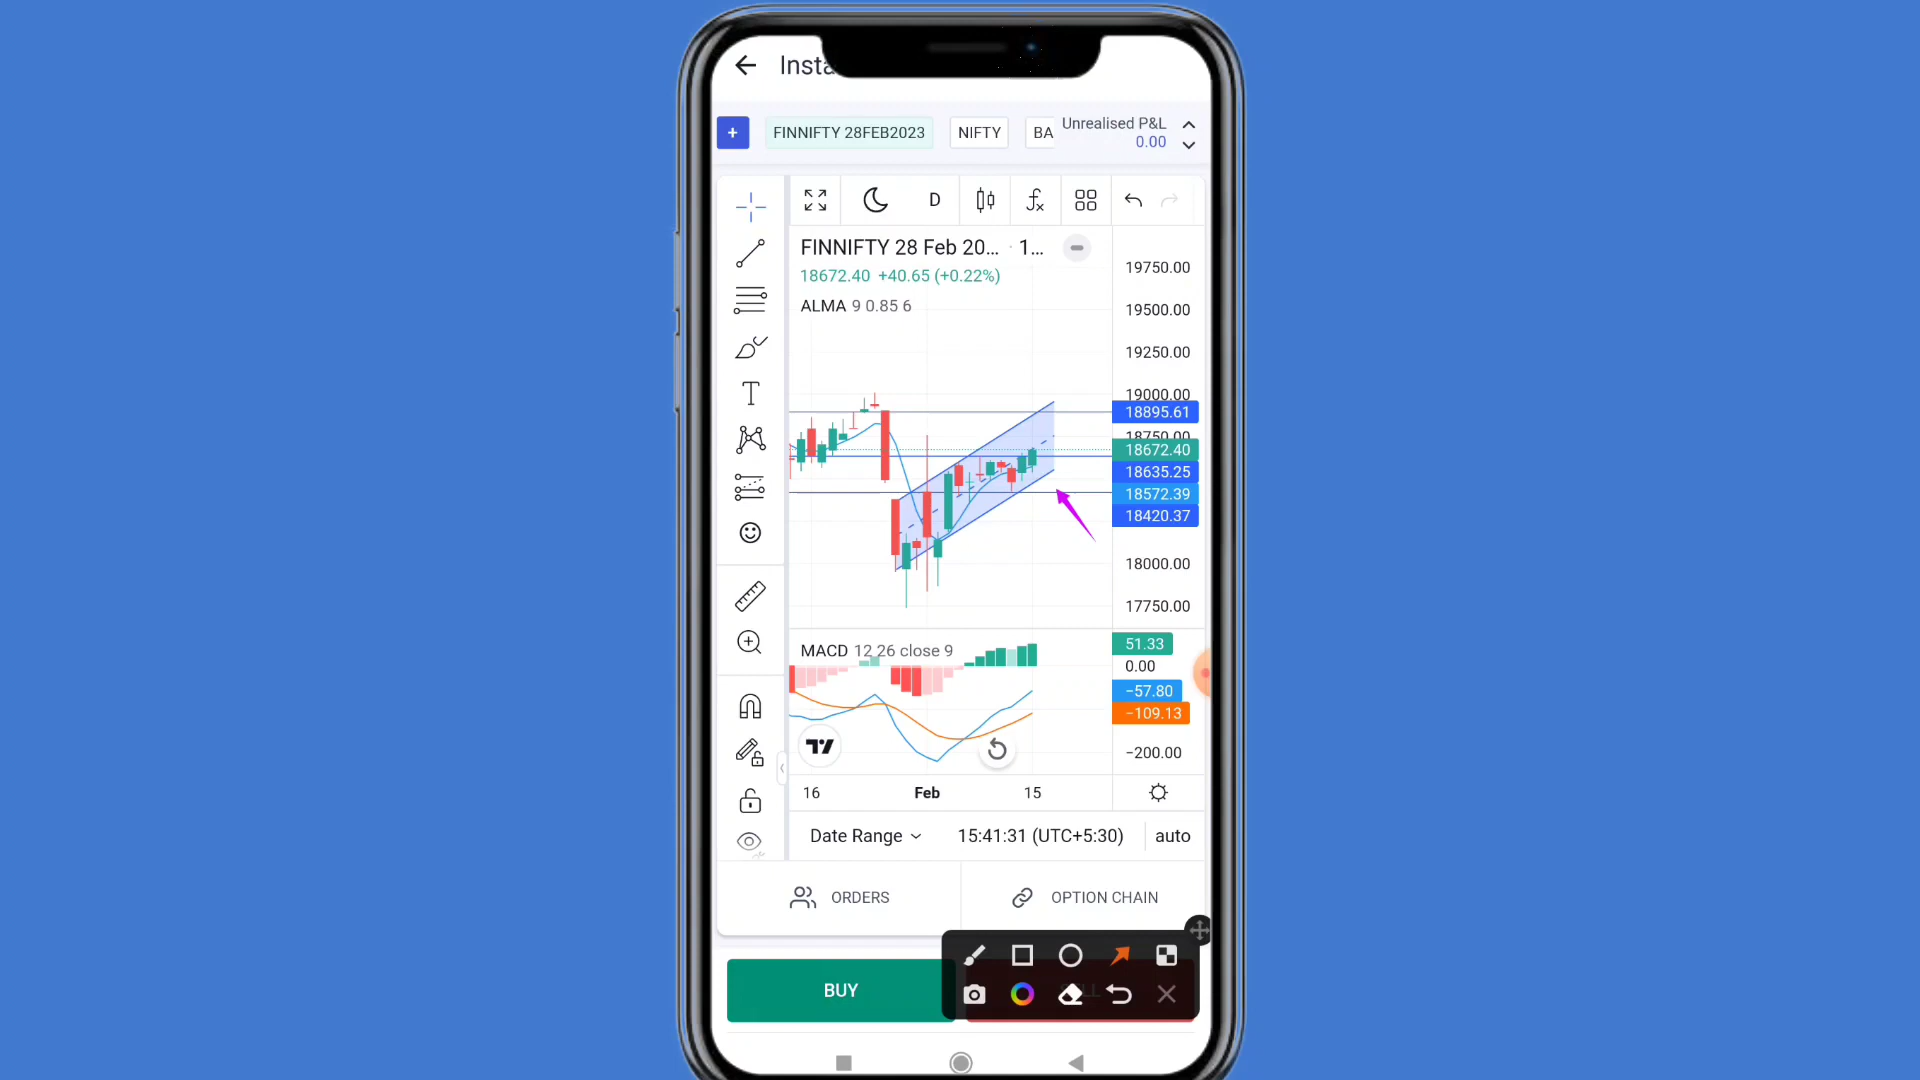 Insta
+ FINNIFTY 28FEB2023 NIFTY BA Unrealised P&L
0.00
D
FINNIFTY 28 Feb 20... · 1...
18672.40 +40.65 (+0.22%)
ALMA 9 0.85 6
19750.00
19500.00
19250.00
19000.00
18895.61
18750.00
18672.40
18635.25
18572.39
18420.37
18000.00
17750.00
MACD 12 26 close 9
51.33
0.00
−57.80
−109.13
−200.00
16 Feb 15
Date Range 15:41:31 (UTC+5:30) auto
ORDERS OPTION CHAIN
BUY